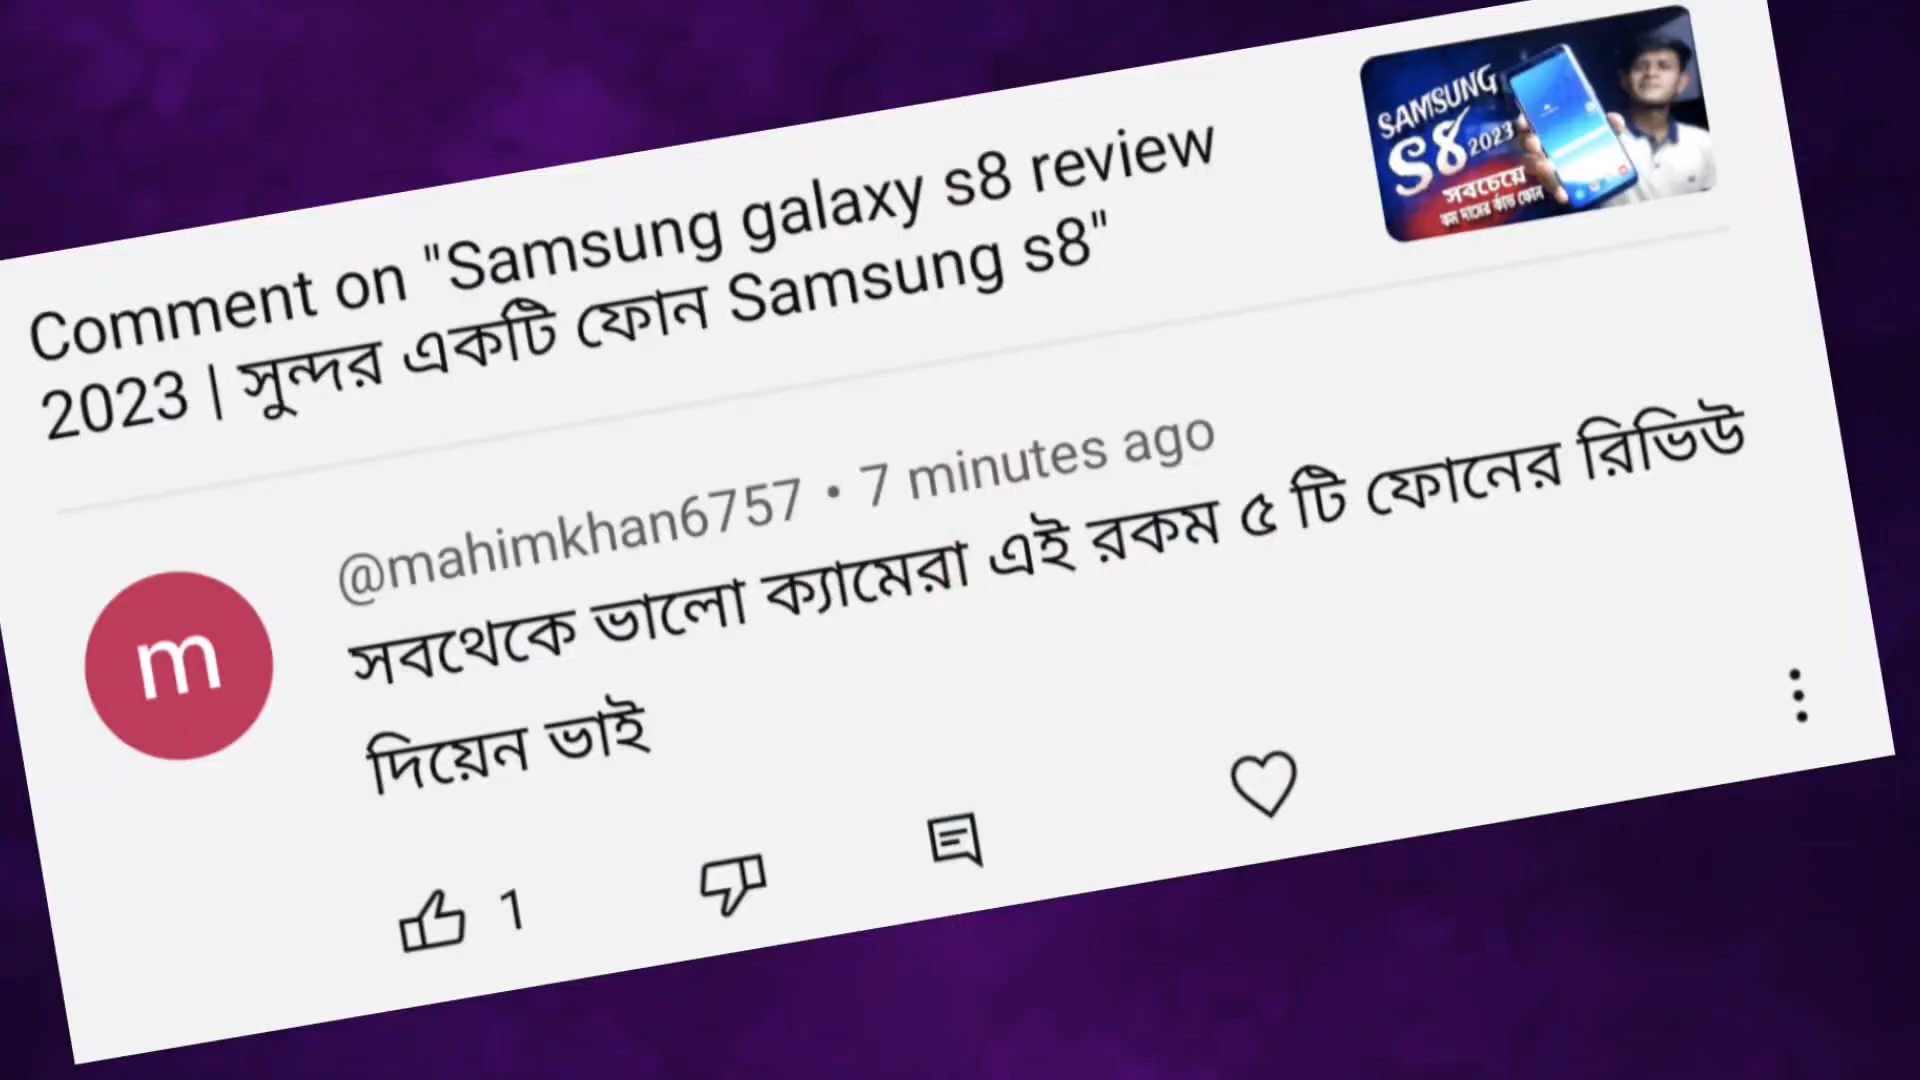 Comment on "Samsung galaxy s8 review
2023 | সুন্দর একটি ফোন Samsung s8"
SAMSUNG
S8 2023
সবচেয়ে
কম দামের কার্ভ ফোন
@mahimkhan6757 • 7 minutes ago
m
সবথেকে ভালো ক্যামেরা এই রকম ৫ টি ফোনের রিভিউ
দিয়েন ভাই
1